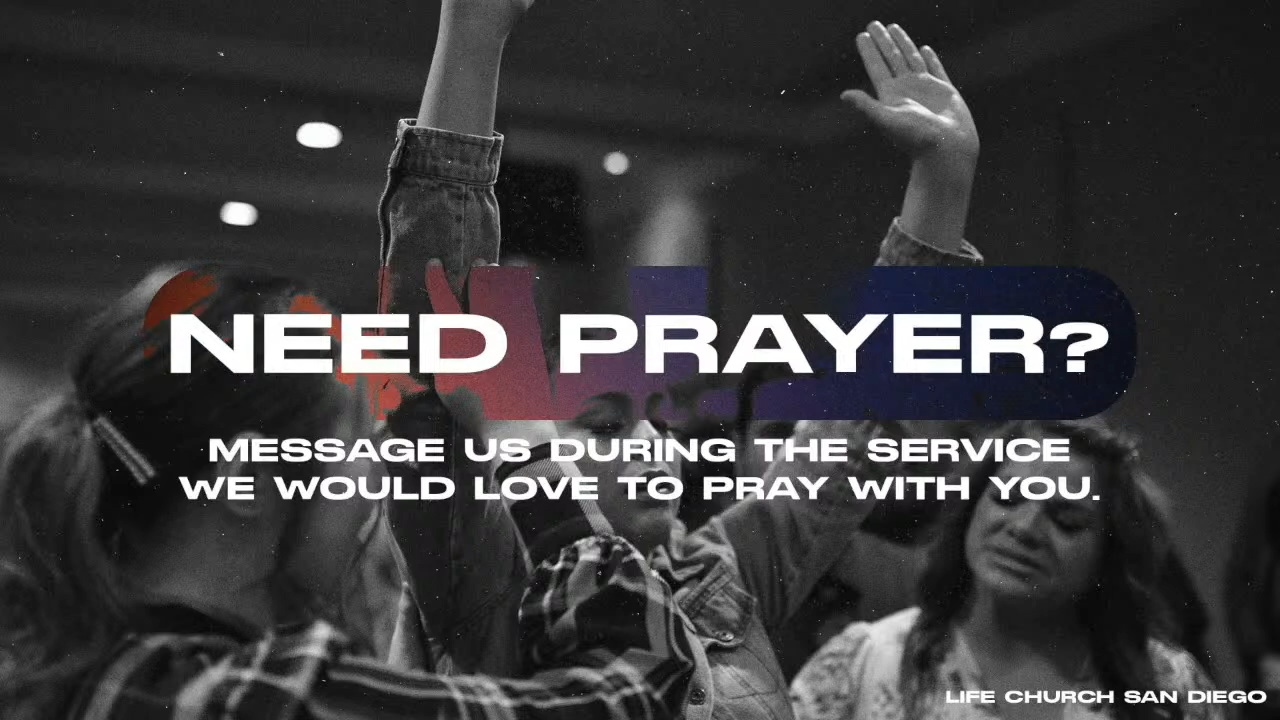 NEED PRAYER?
MESSAGE US DURING THE SERVICE
WE WOULD LOVE TO PRAY WITH YOU.
LIFE CHURCH SAN DIEGO